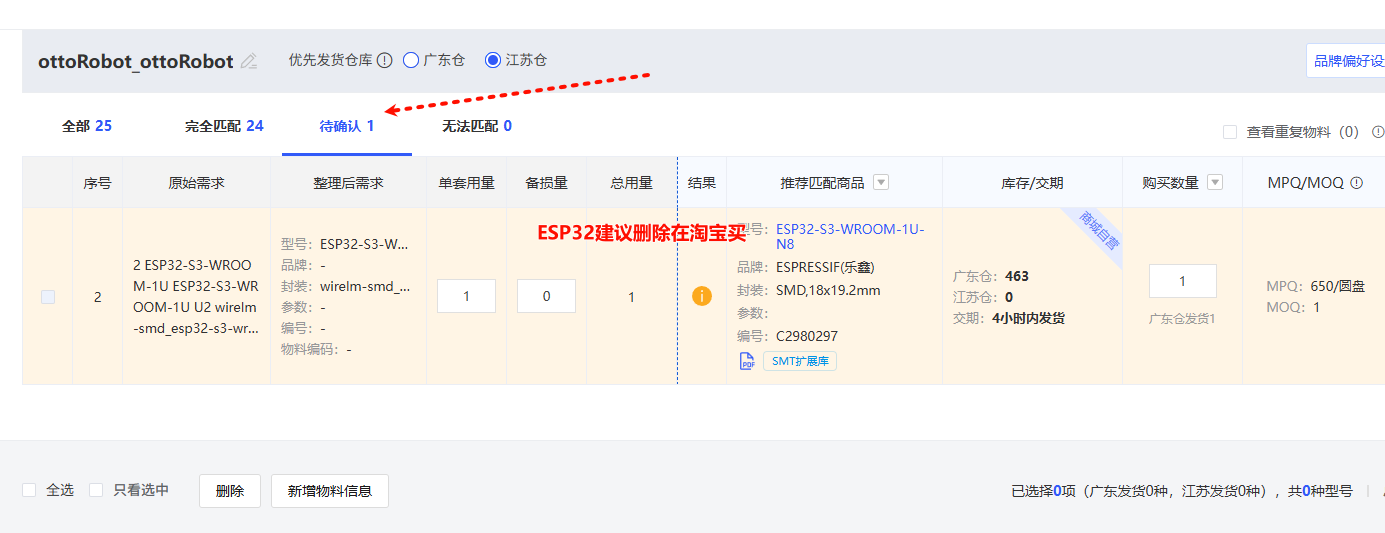 ottoRobot_ottoRobot 优先发货仓库 广东仓 江苏仓 品牌偏好设
全部 25 完全匹配 24 待确认 1 无法匹配 0
查看重复物料（0）
序号 原始需求 整理后需求 单套用量 备损量 总用量 结果 推荐匹配商品 库存/交期 购买数量 MPQ/MOQ
2
2 ESP32-S3-WROO
M-1U ESP32-S3-WR
OOM-1U U2 wirelm
-smd_esp32-s3-wr...
型号： ESP32-S3-W...
品牌： -
封装： wirelm-smd_...
参数： -
编号： -
物料编码： -
1
0
1
ESP32建议删除在淘宝买
型号： ESP32-S3-WROOM-1U-
N8
品牌： ESPRESSIF(乐鑫)
封装： SMD,18x19.2mm
参数：
编号： C2980297
PDF SMT扩展库
商城自营
广东仓： 463
江苏仓： 0
交期： 4小时内发货
1
广东仓发货1
MPQ： 650/圆盘
MOQ： 1
全选 只看选中 删除 新增物料信息 已选择0项（广东发货0种，江苏发货0种），共0种型号